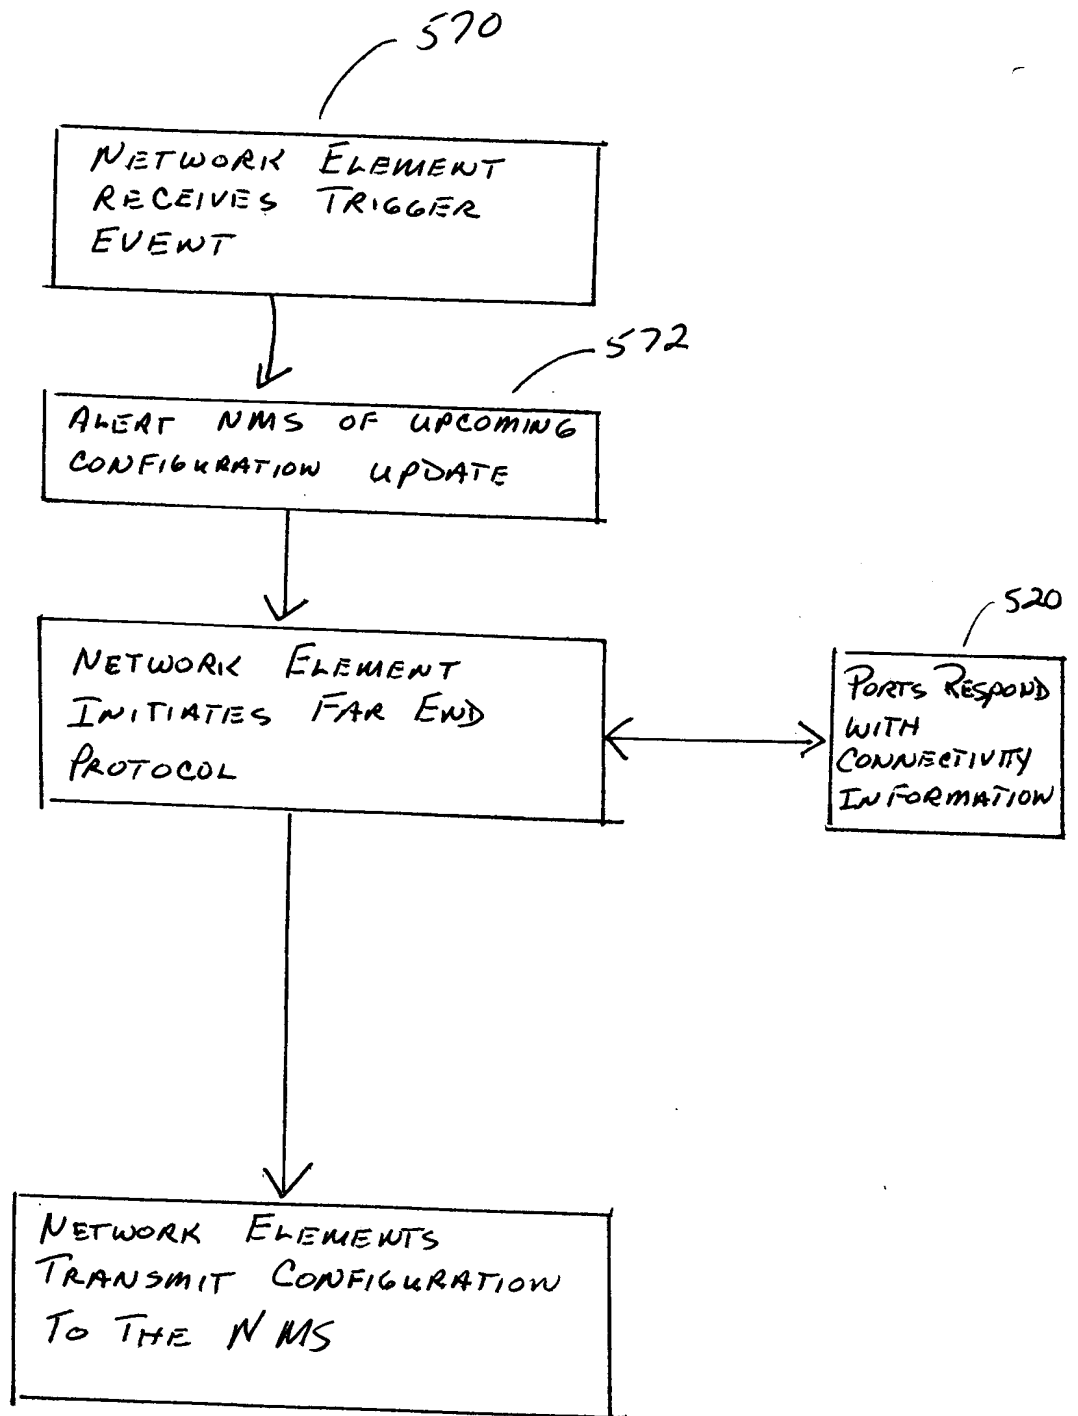 570
NETWORK ELEMENT
RECEIVES TRIGGER
EVENT
572
ALERT NMS OF UPCOMING
CONFIGURATION UPDATE
NETWORK ELEMENT
INITIATES FAR END
PROTOCOL
520
PORTS RESPOND
WITH
CONNECTIVITY
INFORMATION
NETWORK ELEMENTS
TRANSMIT CONFIGURATION
TO THE NMS